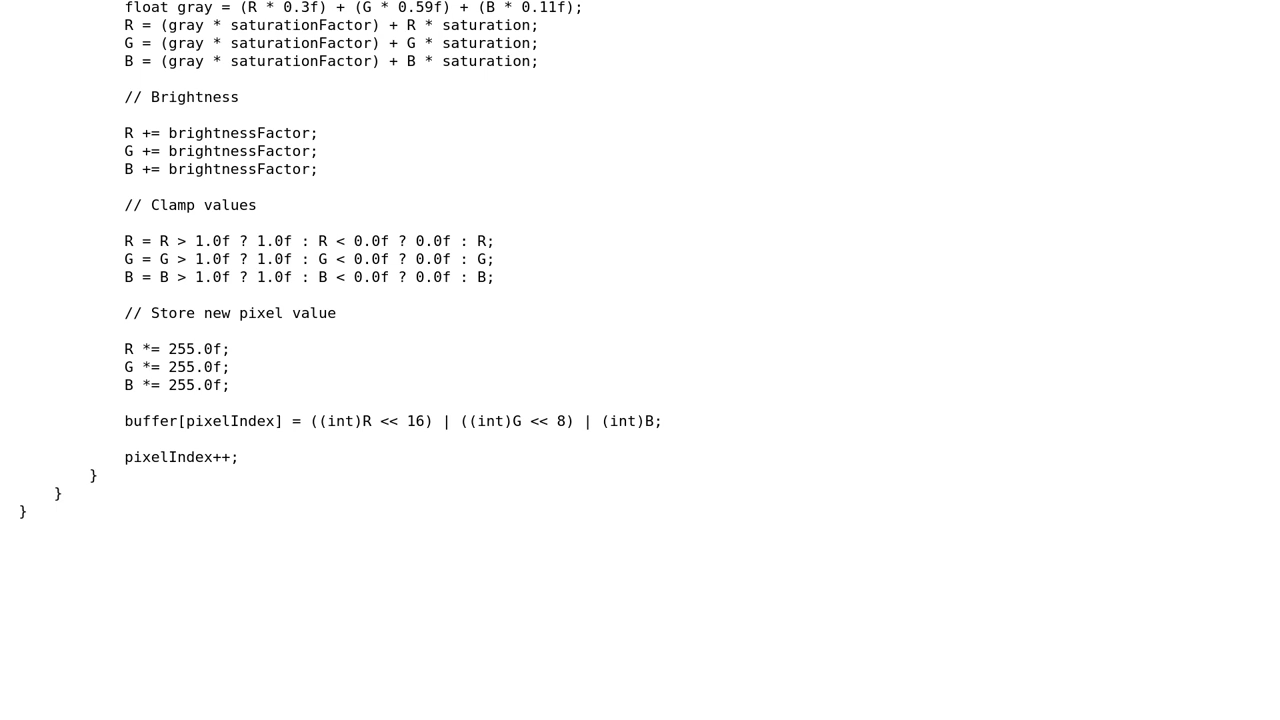 float gray = (R * 0.3f) + (G * 0.59f) + (B * 0.11f);
R = (gray * saturationFactor) + R * saturation;
G = (gray * saturationFactor) + G * saturation;
B = (gray * saturationFactor) + B * saturation;
// Brightness
R += brightnessFactor;
G += brightnessFactor;
B += brightnessFactor;
// Clamp values
R = R > 1.0f ? 1.0f : R < 0.0f ? 0.0f : R;
G = G > 1.0f ? 1.0f : G < 0.0f ? 0.0f : G;
B = B > 1.0f ? 1.0f : B < 0.0f ? 0.0f : B;
// Store new pixel value
R *= 255.0f;
G *= 255.0f;
B *= 255.0f;
buffer[pixelIndex] = ((int)R << 16) | ((int)G << 8) | (int)B;
pixelIndex++;
}
}
}